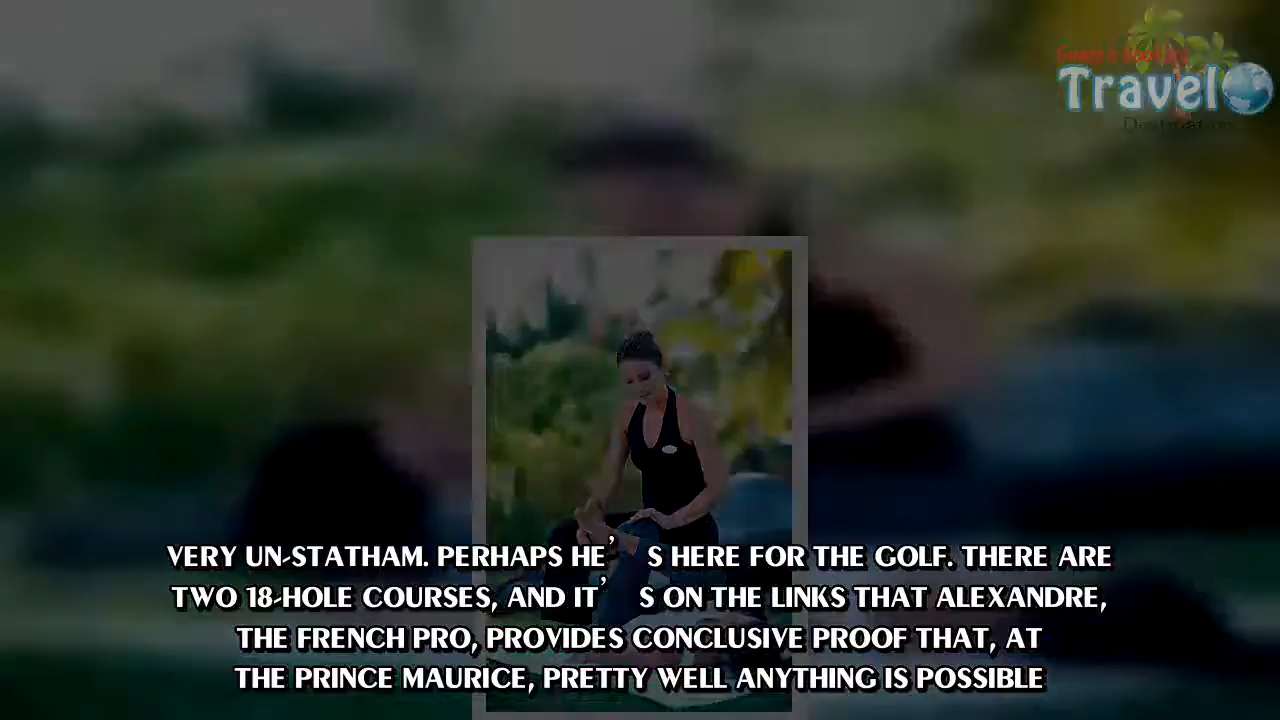 Travel
Destination
VERY UN-STATHAM. PERHAPS HE’ S HERE FOR THE GOLF. THERE ARE
TWO 18-HOLE COURSES, AND IT’ S ON THE LINKS THAT ALEXANDRE,
THE FRENCH PRO, PROVIDES CONCLUSIVE PROOF THAT, AT
THE PRINCE MAURICE, PRETTY WELL ANYTHING IS POSSIBLE